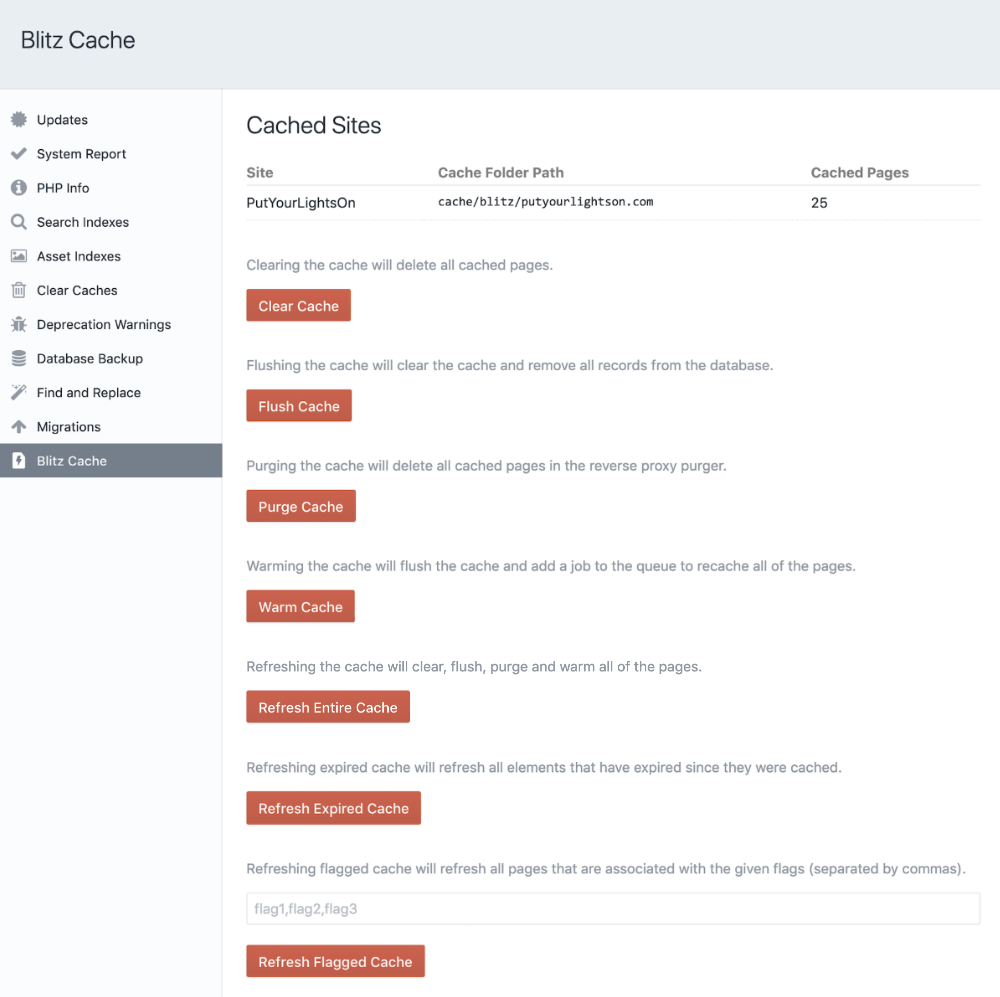 Blitz Cache
Updates
System Report
PHP Info
Search Indexes
Asset Indexes
Clear Caches
Deprecation Warnings
Database Backup
Find and Replace
Migrations
Blitz Cache
Cached Sites
Site Cache Folder Path Cached Pages
PutYourLightsOn cache/blitz/putyourlightson.com 25
Clearing the cache will delete all cached pages.
Clear Cache
Flushing the cache will clear the cache and remove all records from the database.
Flush Cache
Purging the cache will delete all cached pages in the reverse proxy purger.
Purge Cache
Warming the cache will flush the cache and add a job to the queue to recache all of the pages.
Warm Cache
Refreshing the cache will clear, flush, purge and warm all of the pages.
Refresh Entire Cache
Refreshing expired cache will refresh all elements that have expired since they were cached.
Refresh Expired Cache
Refreshing flagged cache will refresh all pages that are associated with the given flags (separated by commas).
flag1,flag2,flag3
Refresh Flagged Cache